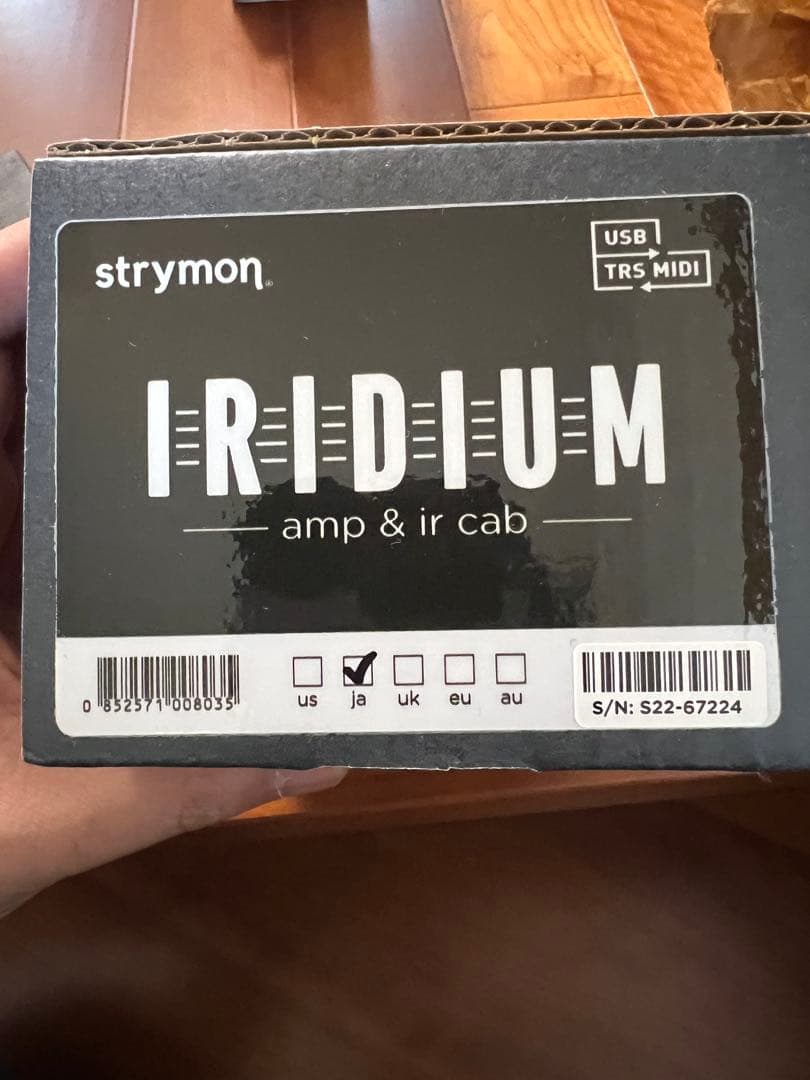 strymon®
USB
TRS MIDI
IRIDIUM
amp & ir cab
0 852571 008035
us ja uk eu au
S/N: S22-67224